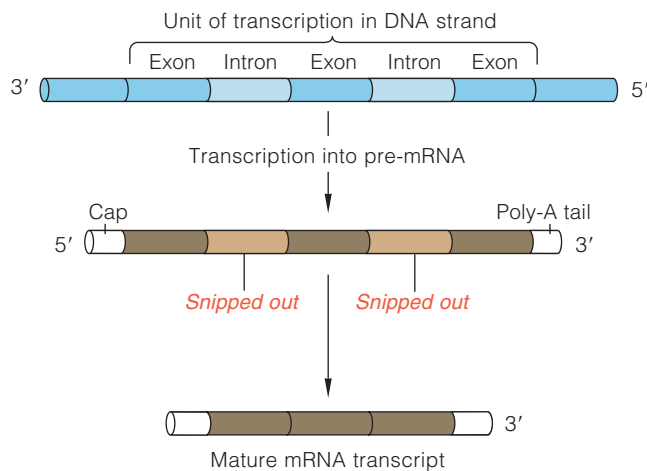 Unit of transcription in DNA strand
Exon Intron Exon Intron Exon
3′ 5′
Transcription into pre-mRNA
Cap Poly-A tail
5′ 3′
Snipped out Snipped out
3′
Mature mRNA transcript